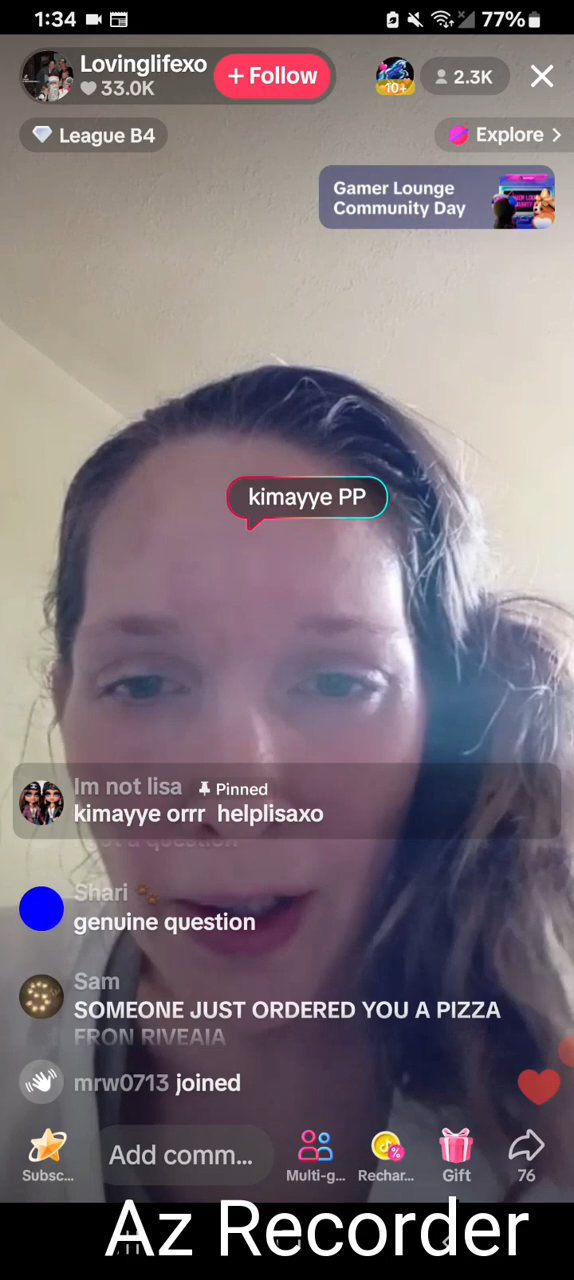 1:34
77%
Lovinglifexo
33.0K
+ Follow
10+
2.3K
League B4
Explore >
Gamer Lounge
Community Day
kimayye PP
Im not lisa Pinned
kimayye orrr helplisaxo
got a question
Shari
genuine question
Sam
SOMEONE JUST ORDERED YOU A PIZZA
FRON RIVEAIA
mrw0713 joined
Subsc...
Add comm...
Multi-g...
Rechar...
Gift
76
Az Recorder